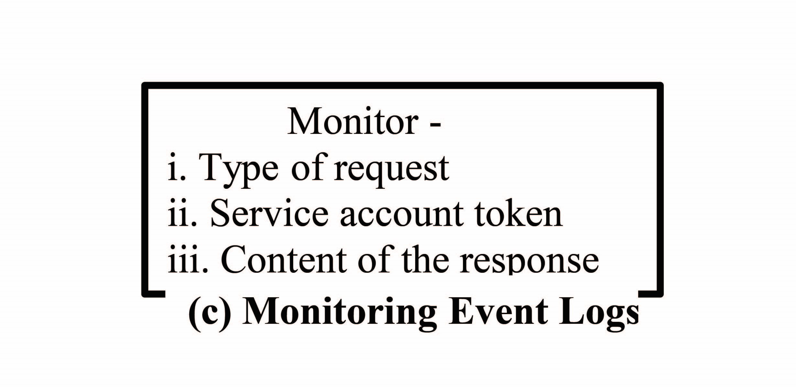 Monitor -
i. Type of request
ii. Service account token
iii. Content of the response
(c) Monitoring Event Logs